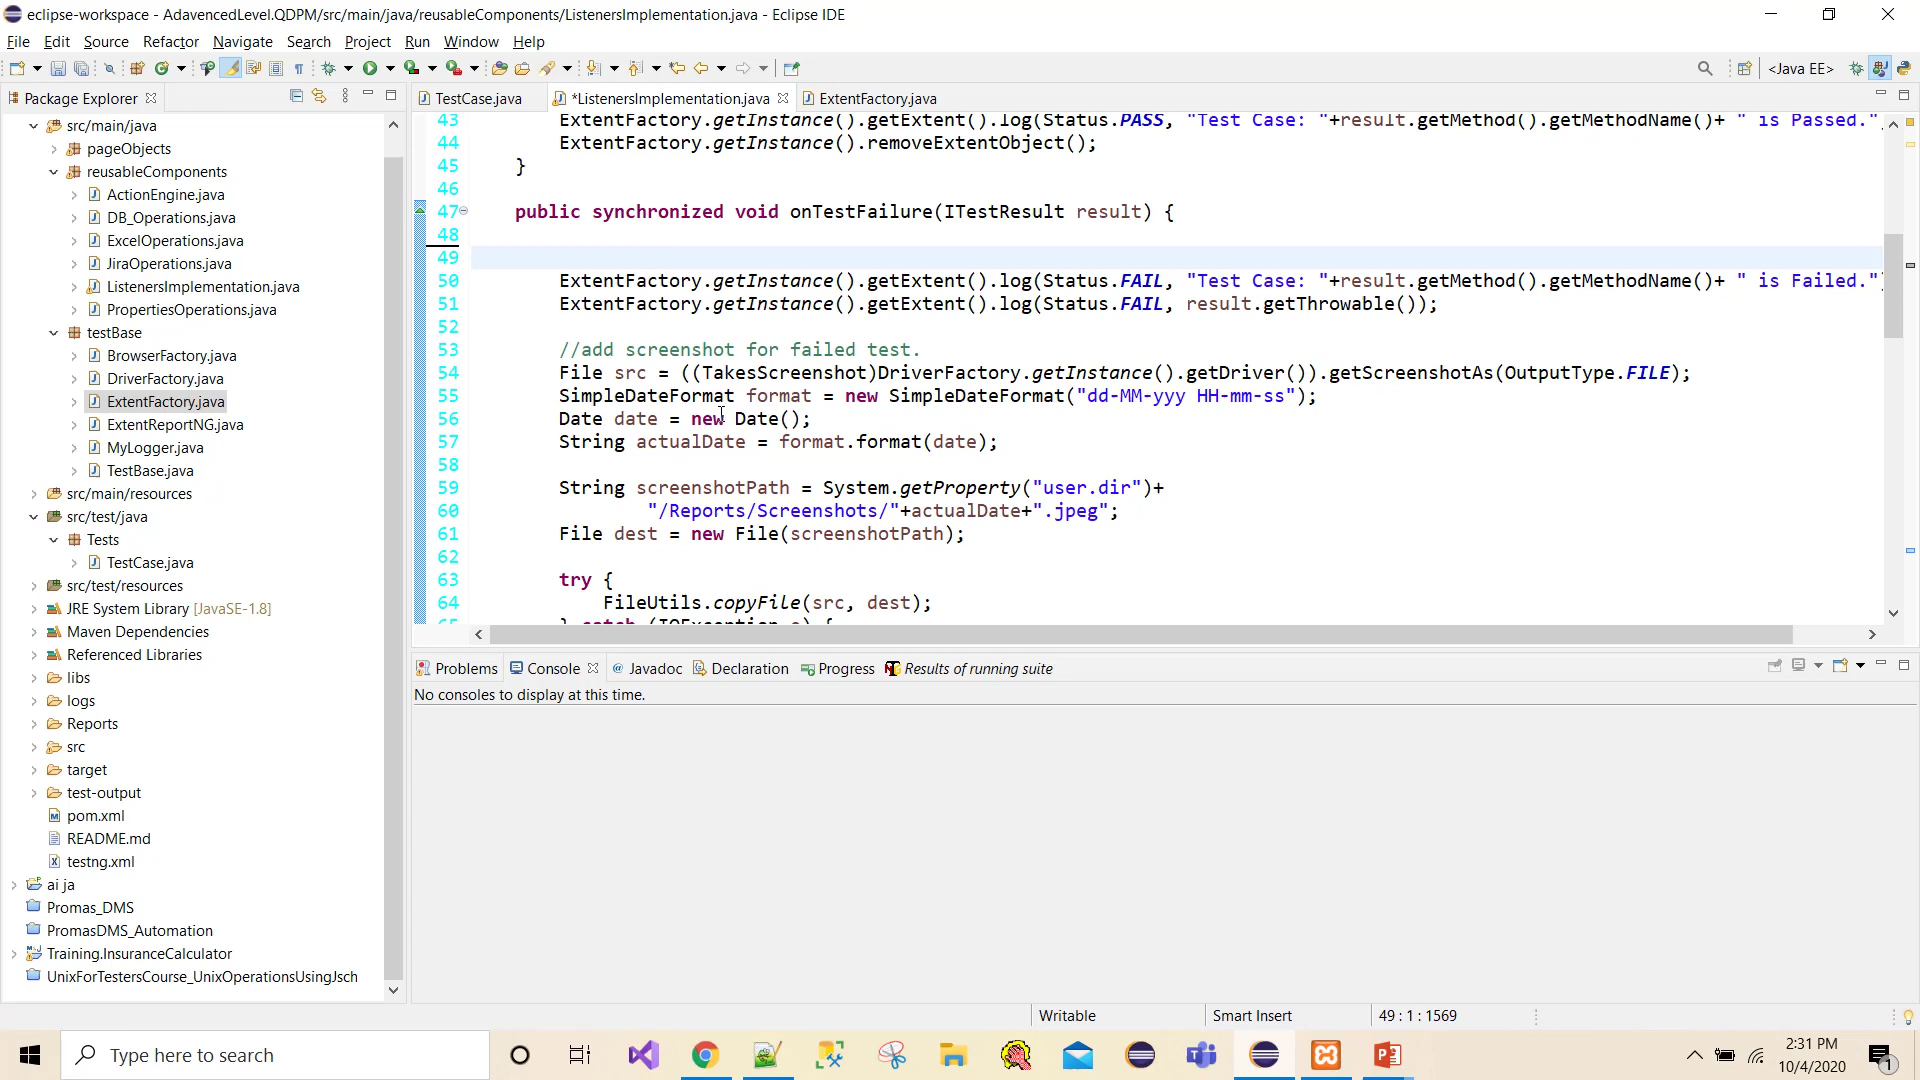 eclipse-workspace - AdavencedLevel.QDPM/src/main/java/reusableComponents/ListenersImplementation.java - Eclipse IDE
File Edit Source Refactor Navigate Search Project Run Window Help
<Java EE>
Package Explorer
src/main/java
pageObjects
reusableComponents
ActionEngine.java
DB_Operations.java
ExcelOperations.java
JiraOperations.java
ListenersImplementation.java
PropertiesOperations.java
testBase
BrowserFactory.java
DriverFactory.java
ExtentFactory.java
ExtentReportNG.java
MyLogger.java
TestBase.java
src/main/resources
src/test/java
Tests
TestCase.java
src/test/resources
JRE System Library [JavaSE-1.8]
Maven Dependencies
Referenced Libraries
libs
logs
Reports
src
target
test-output
pom.xml
README.md
testng.xml
ai ja
Promas_DMS
PromasDMS_Automation
Training.InsuranceCalculator
UnixForTestersCourse_UnixOperationsUsingJsch
TestCase.java *ListenersImplementation.java ExtentFactory.java
43 ExtentFactory.getInstance().getExtent().log(Status.PASS, "Test Case: "+result.getMethod().getMethodName()+ " is Passed."
44 ExtentFactory.getInstance().removeExtentObject();
45 }
46
47 public synchronized void onTestFailure(ITestResult result) {
48
49
50 ExtentFactory.getInstance().getExtent().log(Status.FAIL, "Test Case: "+result.getMethod().getMethodName()+ " is Failed."
51 ExtentFactory.getInstance().getExtent().log(Status.FAIL, result.getThrowable());
52
53 //add screenshot for failed test.
54 File src = ((TakesScreenshot)DriverFactory.getInstance().getDriver()).getScreenshotAs(OutputType.FILE);
55 SimpleDateFormat format = new SimpleDateFormat("dd-MM-yyy HH-mm-ss");
56 Date date = new Date();
57 String actualDate = format.format(date);
58
59 String screenshotPath = System.getProperty("user.dir")+
60 "/Reports/Screenshots/"+actualDate+".jpeg";
61 File dest = new File(screenshotPath);
62
63 try {
64 FileUtils.copyFile(src, dest);
Problems Console Javadoc Declaration Progress Results of running suite
No consoles to display at this time.
Writable Smart Insert 49 : 1 : 1569
Type here to search
2:31 PM
10/4/2020
1